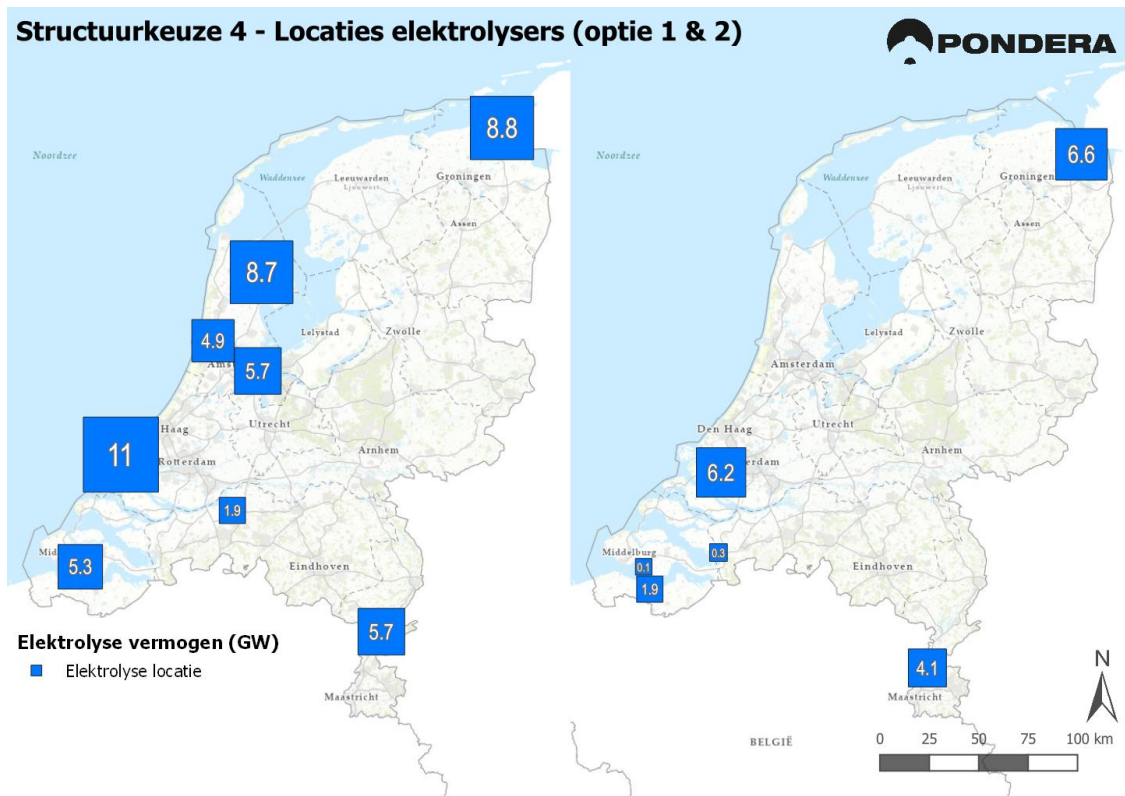 Structuurkeuze 4 - Locaties elektrolysers (optie 1 & 2)
PONDERA
8.8
Noordzee
Waddenzee
Leeuwarden
Ljouwert
Groningen
Assen
8.7
4.9
Amst
5.7
Lelystad
Zwolle
11
Haag
Utrecht
Rotterdam
Arnhem
1.9
Mid
5.3
Eindhoven
5.7
Maastricht
Elektrolyse vermogen (GW)
Elektrolyse locatie
6.6
Noordzee
Waddenzee
Leeuwarden
Ljouwert
Groningen
Assen
Lelystad
Zwolle
Amsterdam
Den Haag
Utrecht
6.2
erdam
Arnhem
Middelburg
0.3
0.1
1.9
Eindhoven
4.1
Maastricht
BELGIË
N
0 25 50 75 100 km